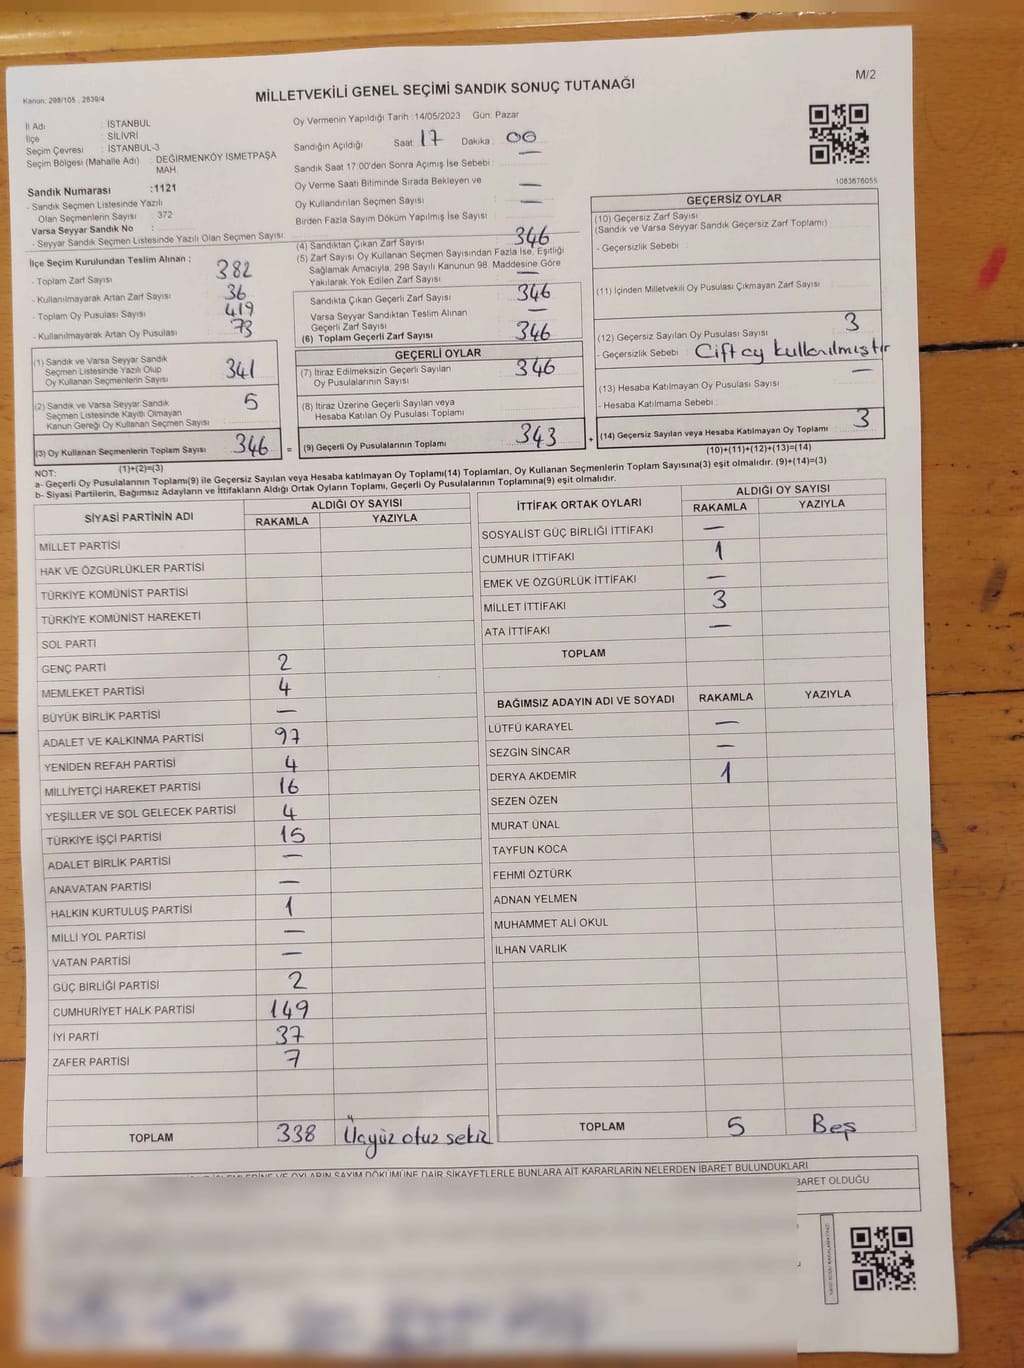 M/2
Kanun: 298/105 , 2839/4
MİLLETVEKİLİ GENEL SEÇİMİ SANDIK SONUÇ TUTANAĞI
İl Adı : İSTANBUL
İlçe : SİLİVRİ
Seçim Çevresi : İSTANBUL-3
Seçim Bölgesi (Mahalle Adı) : DEĞİRMENKÖY İSMETPAŞA
MAH.
Sandık Numarası :1121
- Sandık Seçmen Listesinde Yazılı
Olan Seçmenlerin Sayısı : 372
Varsa Seyyar Sandık No :
- Seyyar Sandık Seçmen Listesinde Yazılı Olan Seçmen Sayısı:
Oy Vermenin Yapıldığı Tarih :14/05/2023 Gün: Pazar
Sandığın Açıldığı Saat: 17 Dakika: 00
Sandık Saat 17:00'den Sonra Açılmış İse Sebebi :
Oy Verme Saati Bitiminde Sırada Bekleyen ve —
Oy Kullandırılan Seçmen Sayısı : —
Birden Fazla Sayım Döküm Yapılmış İse Sayısı :
1083876055
İlçe Seçim Kurulundan Teslim Alınan ;
- Toplam Zarf Sayısı : 382
- Kullanılmayarak Artan Zarf Sayısı : 36
- Toplam Oy Pusulası Sayısı : 419
- Kullanılmayarak Artan Oy Pusulası : 73
(1) Sandık ve Varsa Seyyar Sandık
Seçmen Listesinde Yazılı Olup
Oy Kullanan Seçmenlerin Sayısı 341
(2) Sandık ve Varsa Seyyar Sandık
Seçmen Listesinde Kayıtlı Olmayan
Kanun Gereği Oy Kullanan Seçmen Sayısı : 5
(3) Oy Kullanan Seçmenlerin Toplam Sayısı 346 =
(1)+(2)=(3)
(4) Sandıktan Çıkan Zarf Sayısı 346
(5) Zarf Sayısı Oy Kullanan Seçmen Sayısından Fazla İse, Eşitliği
Sağlamak Amacıyla, 298 Sayılı Kanunun 98. Maddesine Göre
Yakılarak Yok Edilen Zarf Sayısı : —
Sandıkta Çıkan Geçerli Zarf Sayısı 346
Varsa Seyyar Sandıktan Teslim Alınan
Geçerli Zarf Sayısı —
(6) Toplam Geçerli Zarf Sayısı 346
GEÇERLİ OYLAR
(7) İtiraz Edilmeksizin Geçerli Sayılan
Oy Pusulalarının Sayısı 346
(8) İtiraz Üzerine Geçerli Sayılan veya
Hesaba Katılan Oy Pusulası Toplamı
(9) Geçerli Oy Pusulalarının Toplamı 343 +
GEÇERSİZ OYLAR
(10) Geçersiz Zarf Sayısı
(Sandık ve Varsa Seyyar Sandık Geçersiz Zarf Toplamı)
- Geçersizlik Sebebi :
(11) İçinden Milletvekili Oy Pusulası Çıkmayan Zarf Sayısı
(12) Geçersiz Sayılan Oy Pusulası Sayısı 3
- Geçersizlik Sebebi : Çift oy kullanılmıştır
(13) Hesaba Katılmayan Oy Pusulası Sayısı —
- Hesaba Katılmama Sebebi :
(14) Geçersiz Sayılan veya Hesaba Katılmayan Oy Toplamı 3
(10)+(11)+(12)+(13)=(14)
NOT:
a- Geçerli Oy Pusulalarının Toplamı(9) ile Geçersiz Sayılan veya Hesaba katılmayan Oy Toplamı(14) Toplamları, Oy Kullanan Seçmenlerin Toplam Sayısına(3) eşit olmalıdır. (9)+(14)=(3)
b- Siyasi Partilerin, Bağımsız Adayların ve İttifakların Aldığı Ortak Oyların Toplamı, Geçerli Oy Pusulalarının Toplamına(9) eşit olmalıdır.
SİYASİ PARTİNİN ADI ALDIĞI OY SAYISI
RAKAMLA YAZIYLA
MİLLET PARTİSİ
HAK VE ÖZGÜRLÜKLER PARTİSİ
TÜRKİYE KOMÜNİST PARTİSİ
TÜRKİYE KOMÜNİST HAREKETİ
SOL PARTİ
GENÇ PARTİ 2
MEMLEKET PARTİSİ 4
BÜYÜK BİRLİK PARTİSİ —
ADALET VE KALKINMA PARTİSİ 97
YENİDEN REFAH PARTİSİ 4
MİLLİYETÇİ HAREKET PARTİSİ 16
YEŞİLLER VE SOL GELECEK PARTİSİ 4
TÜRKİYE İŞÇİ PARTİSİ 15
ADALET BİRLİK PARTİSİ —
ANAVATAN PARTİSİ —
HALKIN KURTULUŞ PARTİSİ 1
MİLLİ YOL PARTİSİ —
VATAN PARTİSİ —
GÜÇ BİRLİĞİ PARTİSİ 2
CUMHURİYET HALK PARTİSİ 149
İYİ PARTİ 37
ZAFER PARTİSİ 7
TOPLAM 338 Üçyüz otuz sekiz
İTTİFAK ORTAK OYLARI ALDIĞI OY SAYISI
RAKAMLA YAZIYLA
SOSYALİST GÜÇ BİRLİĞİ İTTİFAKI —
CUMHUR İTTİFAKI 1
EMEK VE ÖZGÜRLÜK İTTİFAKI —
MİLLET İTTİFAKI 3
ATA İTTİFAKI —
TOPLAM
BAĞIMSIZ ADAYIN ADI VE SOYADI RAKAMLA YAZIYLA
LÜTFÜ KARAYEL —
SEZGİN SİNCAR —
DERYA AKDEMİR 1
SEZEN ÖZEN
MURAT ÜNAL
TAYFUN KOCA
FEHMİ ÖZTÜRK
ADNAN YELMEN
MUHAMMET ALİ OKUL
İLHAN VARLIK
TOPLAM 5 Beş
OYLARIN SAYIM DÖKÜMÜNE DAİR ŞİKAYETLERLE BUNLARA AİT KARARLARIN NELERDEN İBARET BULUNDUKLARI
İBARET OLDUĞU